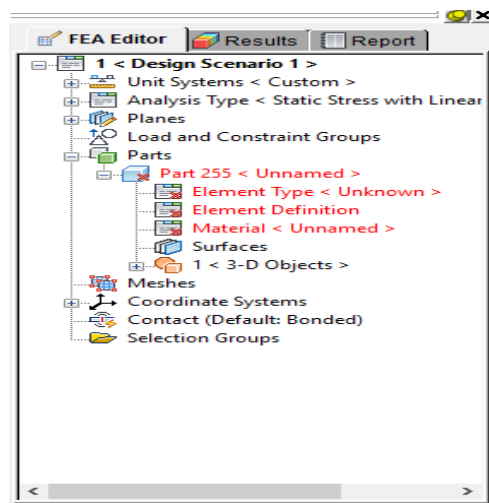 FEA Editor Results Report
1 < Design Scenario 1 >
Unit Systems < Custom >
Analysis Type < Static Stress with Linear
Planes
Load and Constraint Groups
Parts
Part 255 < Unnamed >
Element Type < Unknown >
Element Definition
Material < Unnamed >
Surfaces
1 < 3-D Objects >
Meshes
Coordinate Systems
Contact (Default: Bonded)
Selection Groups